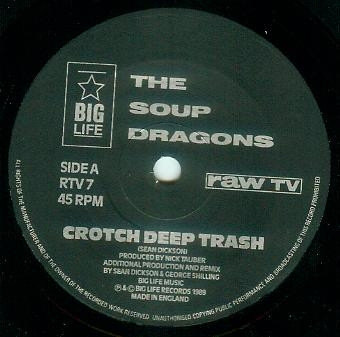 BIG
LIFE
THE
SOUP
DRAGONS
SIDE A
RTV 7
45 RPM
raw TV
CROTCH DEEP TRASH
(SEAN DICKSON)
PRODUCED BY NICK TAUBER
ADDITIONAL PRODUCTION AND REMIX
BY SEAN DICKSON & GEORGE SHILLING
BIG LIFE MUSIC
℗ & © BIG LIFE RECORDS 1989
MADE IN ENGLAND
ALL RIGHTS OF THE MANUFACTURER AND OF THE OWNER OF THE RECORDED WORK RESERVED. UNAUTHORISED COPYING PUBLIC PERFORMANCE AND BROADCASTING OF THIS RECORD PROHIBITED